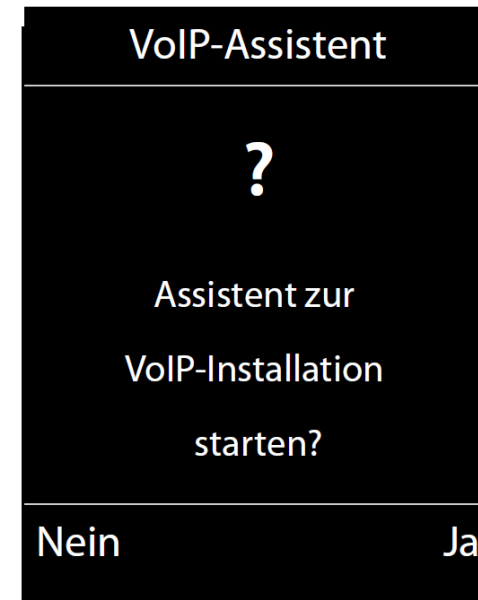 VoIP-Assistent
?
Assistent zur
VoIP-Installation
starten?
Nein Ja